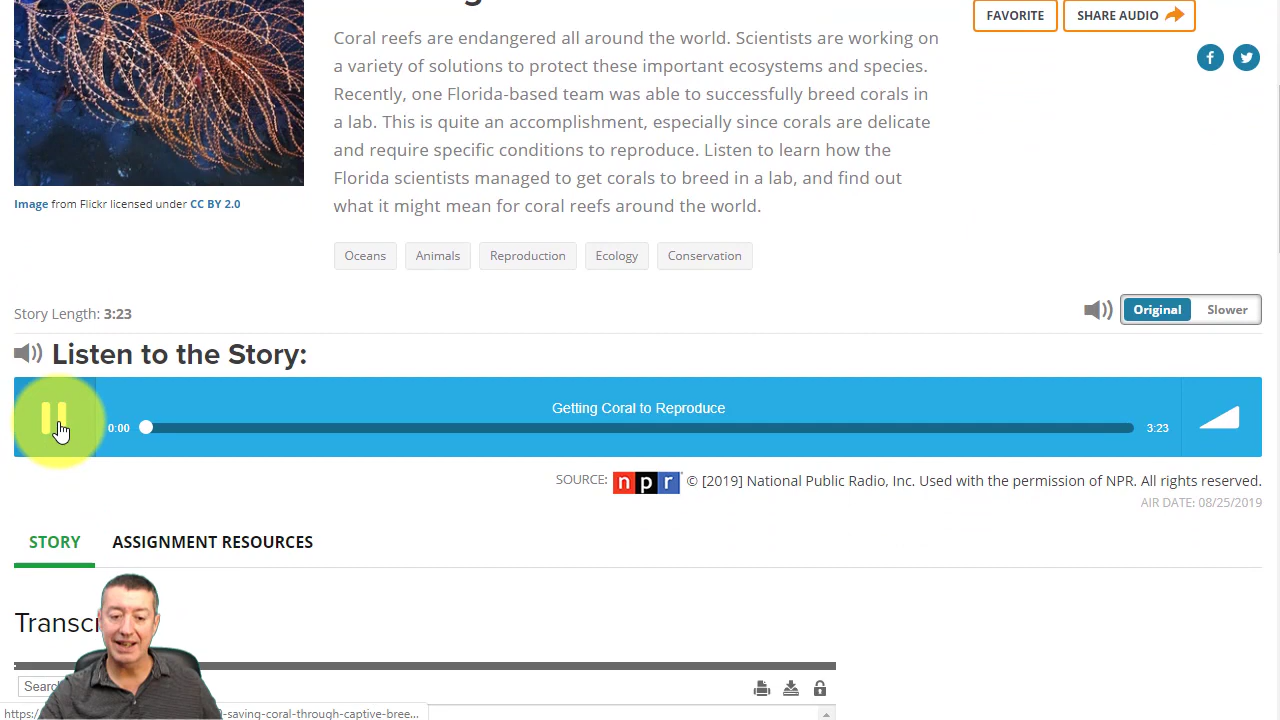 FAVORITE
SHARE AUDIO
Coral reefs are endangered all around the world. Scientists are working on
a variety of solutions to protect these important ecosystems and species.
Recently, one Florida-based team was able to successfully breed corals in
a lab. This is quite an accomplishment, especially since corals are delicate
and require specific conditions to reproduce. Listen to learn how the
Florida scientists managed to get corals to breed in a lab, and find out
what it might mean for coral reefs around the world.
Image from Flickr licensed under CC BY 2.0
Oceans
Animals
Reproduction
Ecology
Conservation
Story Length: 3:23
Original
Slower
Listen to the Story:
Getting Coral to Reproduce
0:00
3:23
SOURCE: npr © [2019] National Public Radio, Inc. Used with the permission of NPR. All rights reserved.
AIR DATE: 08/25/2019
STORY
ASSIGNMENT RESOURCES
Transc
Searc
https:/
-saving-coral-through-captive-bree...